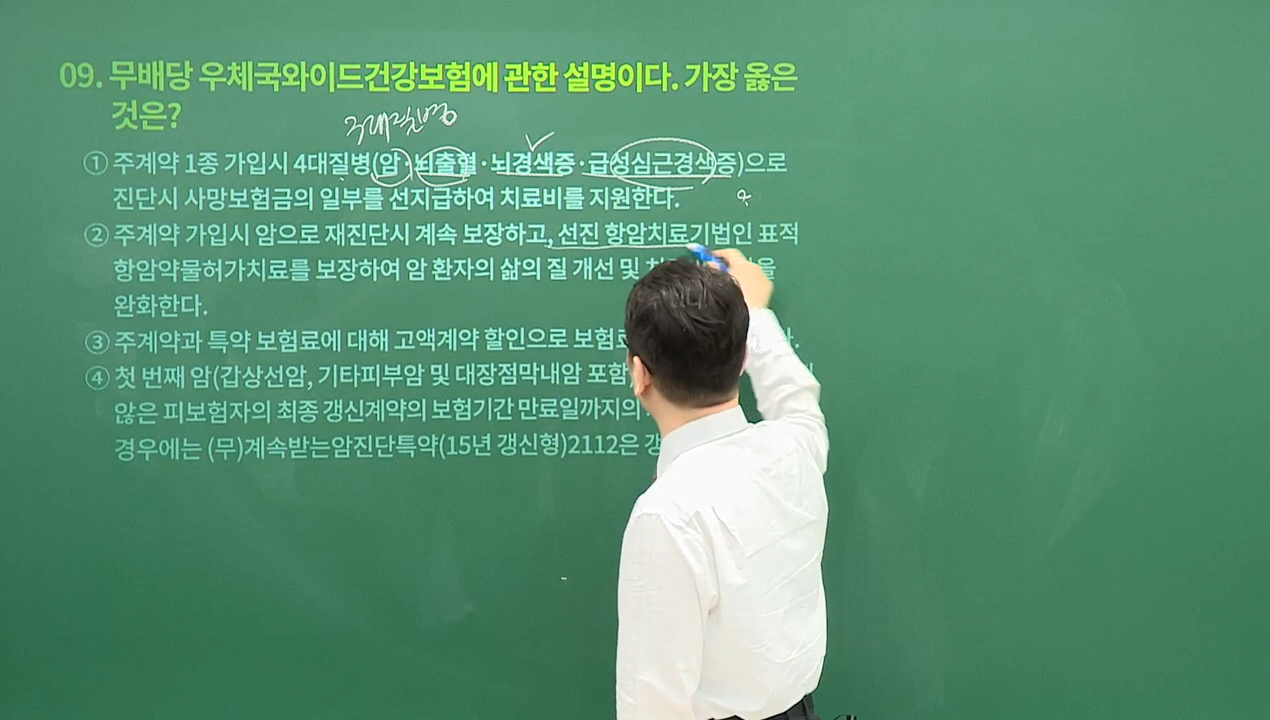 09. 무배당 우체국와이드건강보험에 관한 설명이다. 가장 옳은
것은?
3대질병
① 주계약 1종 가입시 4대질병(암·뇌출혈·뇌경색증·급성심근경색증)으로
진단시 사망보험금의 일부를 선지급하여 치료비를 지원한다.
② 주계약 가입시 암으로 재진단시 계속 보장하고, 선진 항암치료기법인 표적
항암약물허가치료를 보장하여 암 환자의 삶의 질 개선 및
완화한다.
③ 주계약과 특약 보험료에 대해 고액계약 할인으로
④ 첫 번째 암(갑상선암, 기타피부암 및 대장점막내암 포함)
않은 피보험자의 최종 갱신계약의 보험기간 만료일까지의
경우에는 (무)계속받는암진단특약(15년 갱신형)2112은